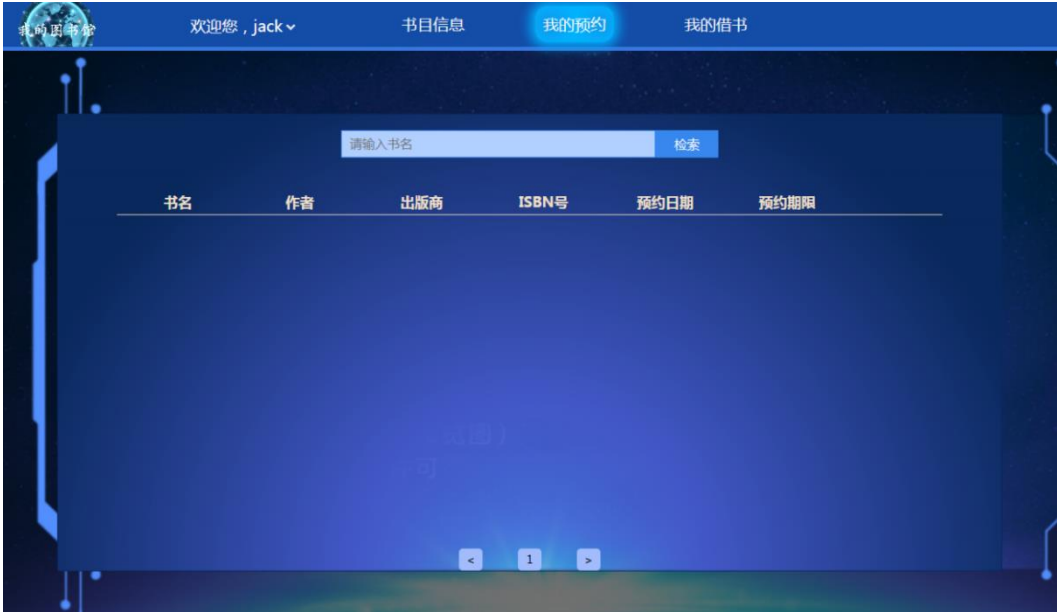 我的图书馆
欢迎您，jack
书目信息
我的预约
我的借书
请输入书名
检索
书名 作者 出版商 ISBN号 预约日期 预约期限
< 1 >